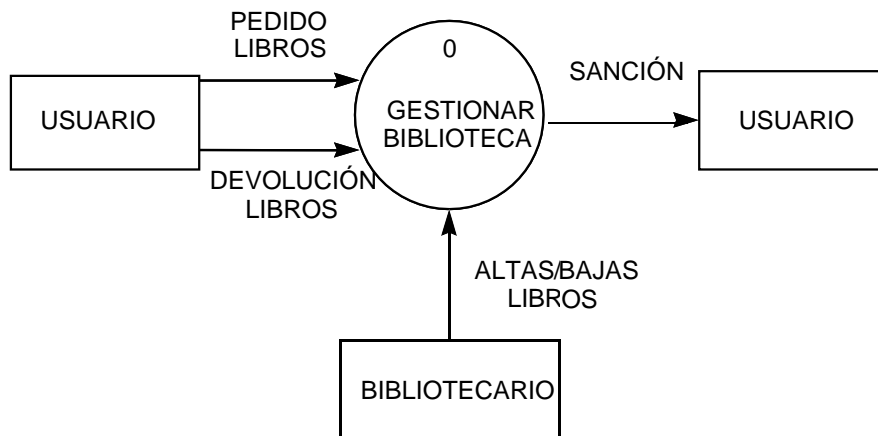 PEDIDO
LIBROS
0
SANCIÓN
USUARIO
GESTIONAR
BIBLIOTECA
USUARIO
DEVOLUCIÓN
LIBROS
ALTAS/BAJAS
LIBROS
BIBLIOTECARIO